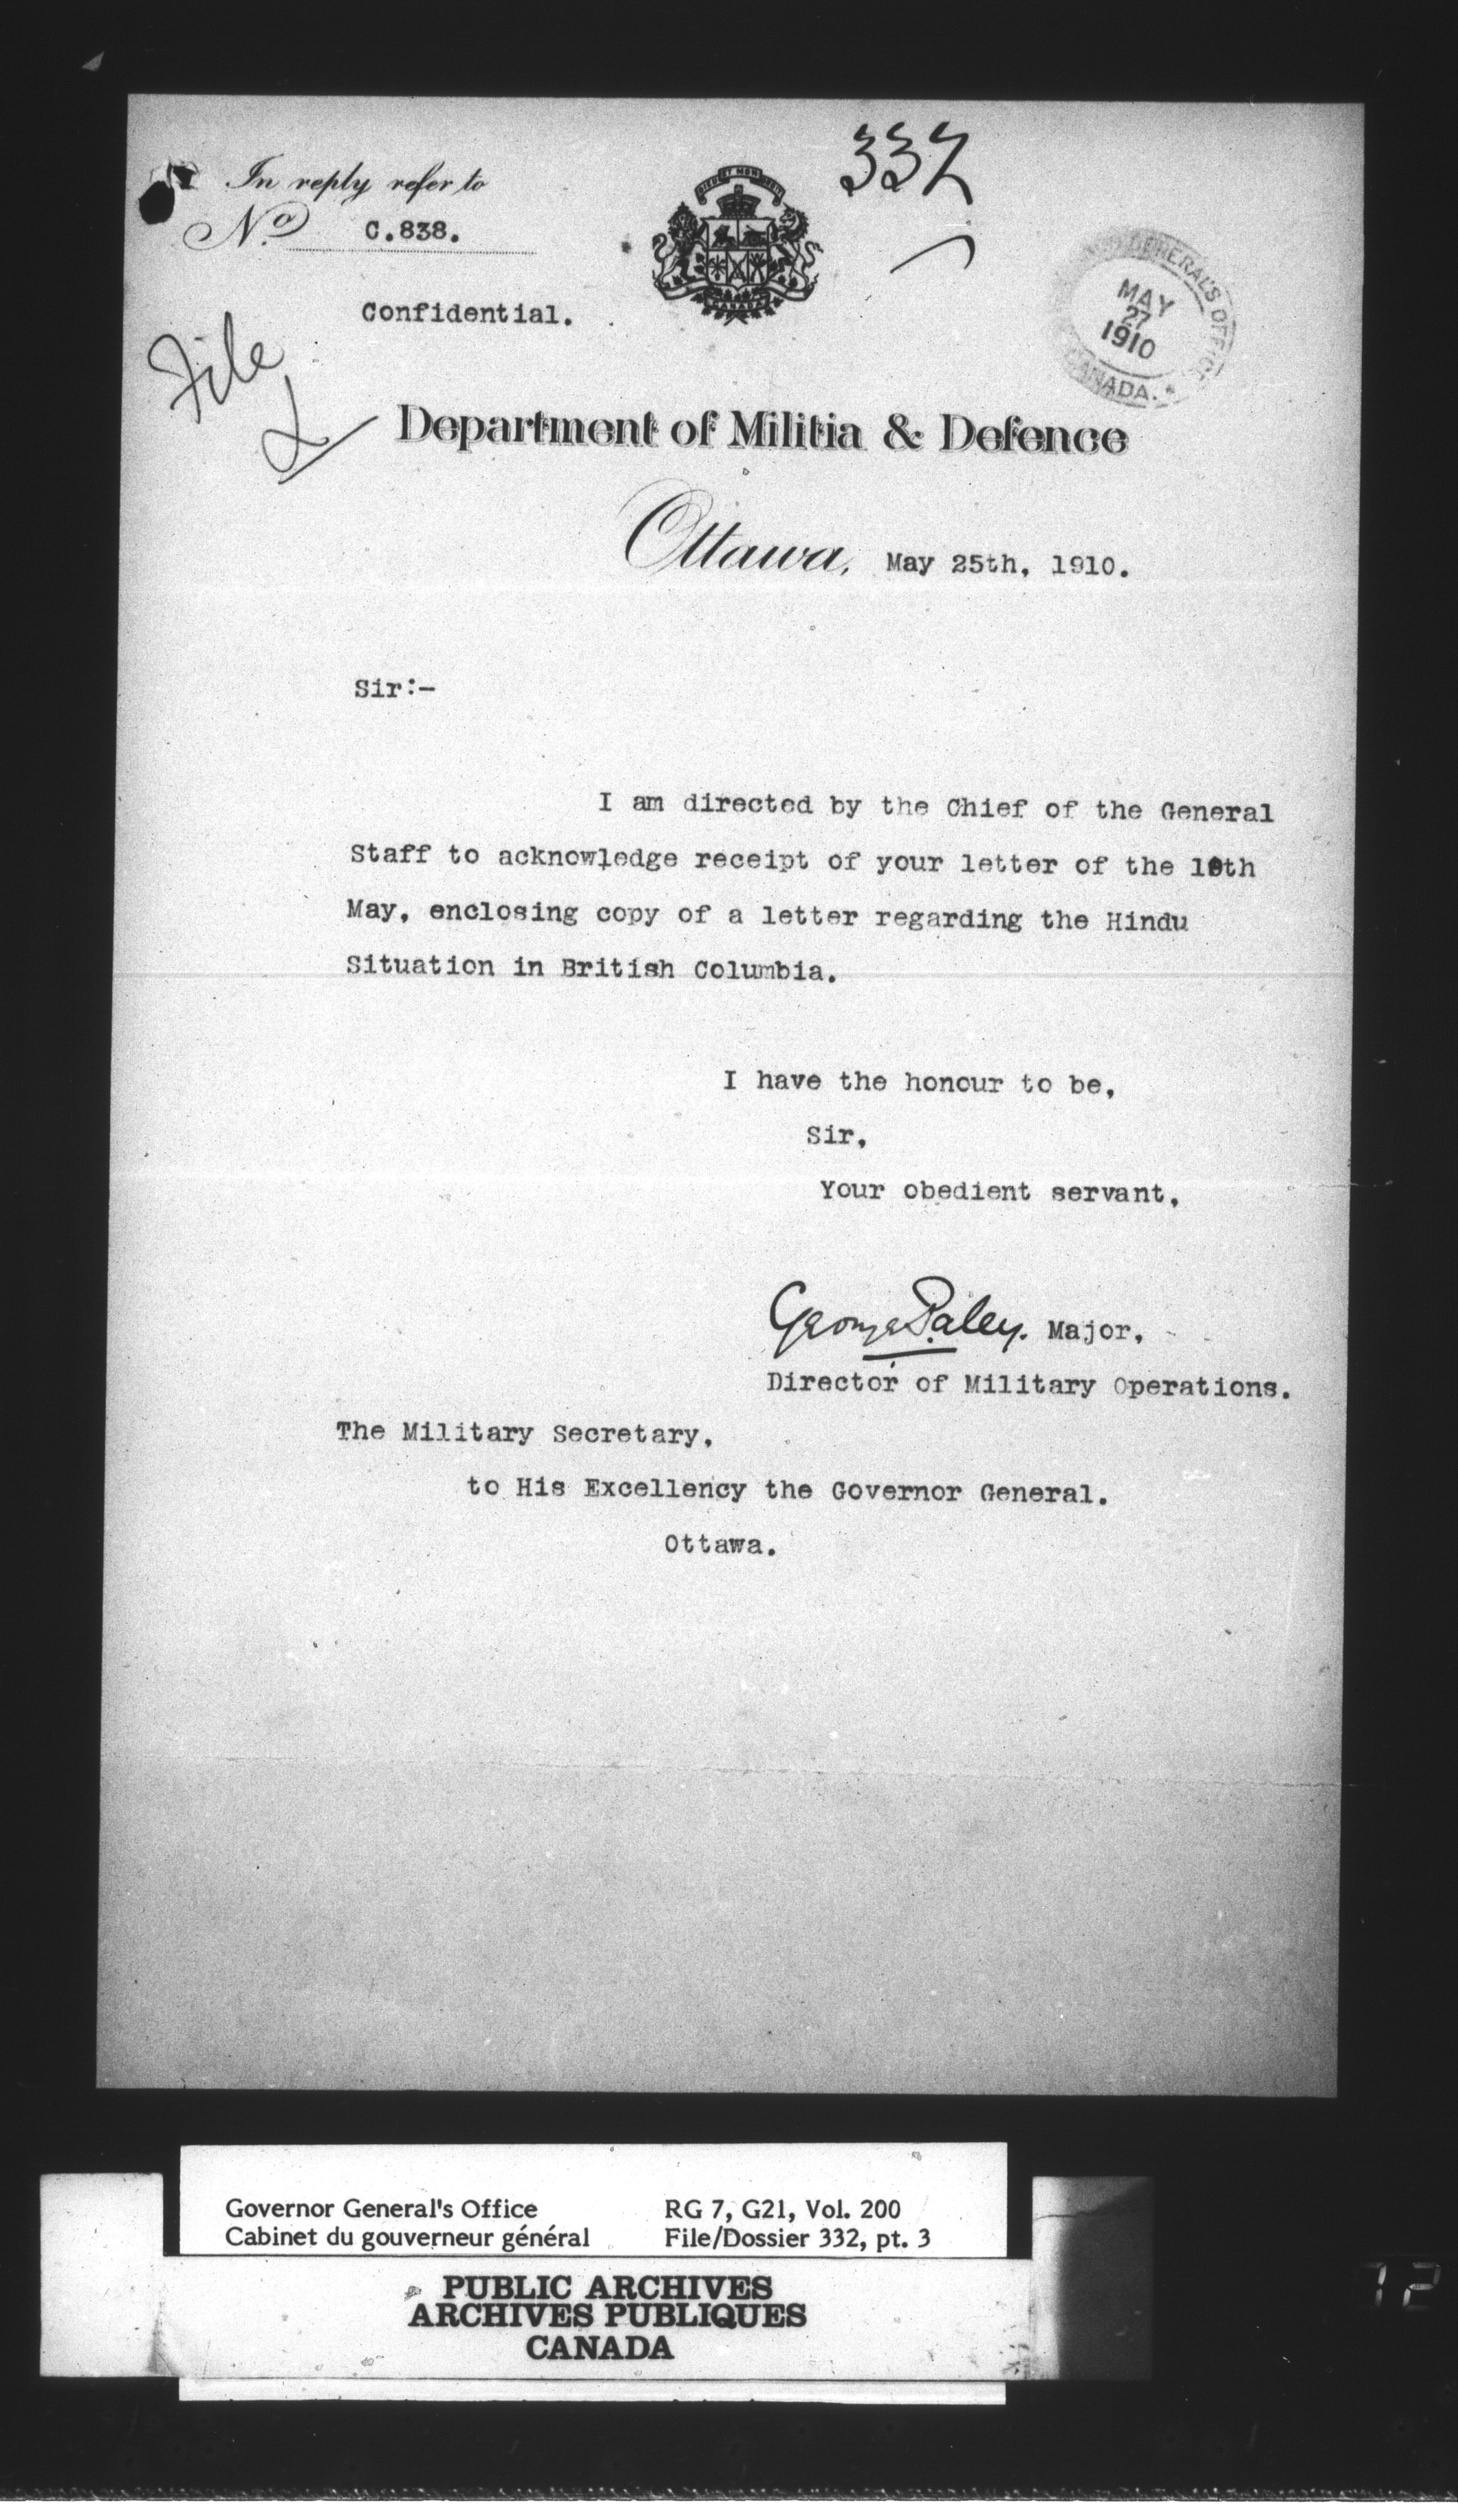 332
In reply refer to
No. C.838.
Confidential.
GENERAL'S OFFICE
MAY
27
1910
CANADA.
File
Department of Militia & Defence
Ottawa, May 25th, 1910.
Sir:-
I am directed by the Chief of the General
Staff to acknowledge receipt of your letter of the
May, enclosing copy of a letter regarding the Hindu
Situation in British Columbia.
I have the honour to be,
Sir,
Your obedient servant,
George Paley. Major,
Director of Military Operations.
The Military Secretary,
to His Excellency the Governor General.
Ottawa.
Governor General's Office RG 7, G21, Vol. 200
Cabinet du gouverneur général File/Dossier 332, pt. 3
PUBLIC ARCHIVES
ARCHIVES PUBLIQUES
CANADA
72